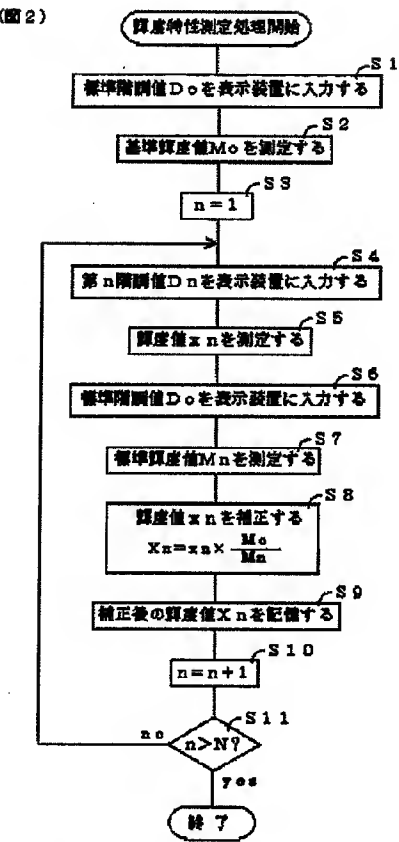 (図2)
輝度特性測定処理開始
S1
標準階調値Doを表示装置に入力する
S2
基準輝度値Moを測定する
S3
n=1
S4
第n階調値Dnを表示装置に入力する
S5
輝度値xnを測定する
S6
標準階調値Doを表示装置に入力する
S7
標準輝度値Mnを測定する
S8
輝度値xnを補正する
Xn=xn×Mo/Mn
S9
補正後の輝度値Xnを記憶する
S10
n=n+1
S11
n>N?
no
yes
終了